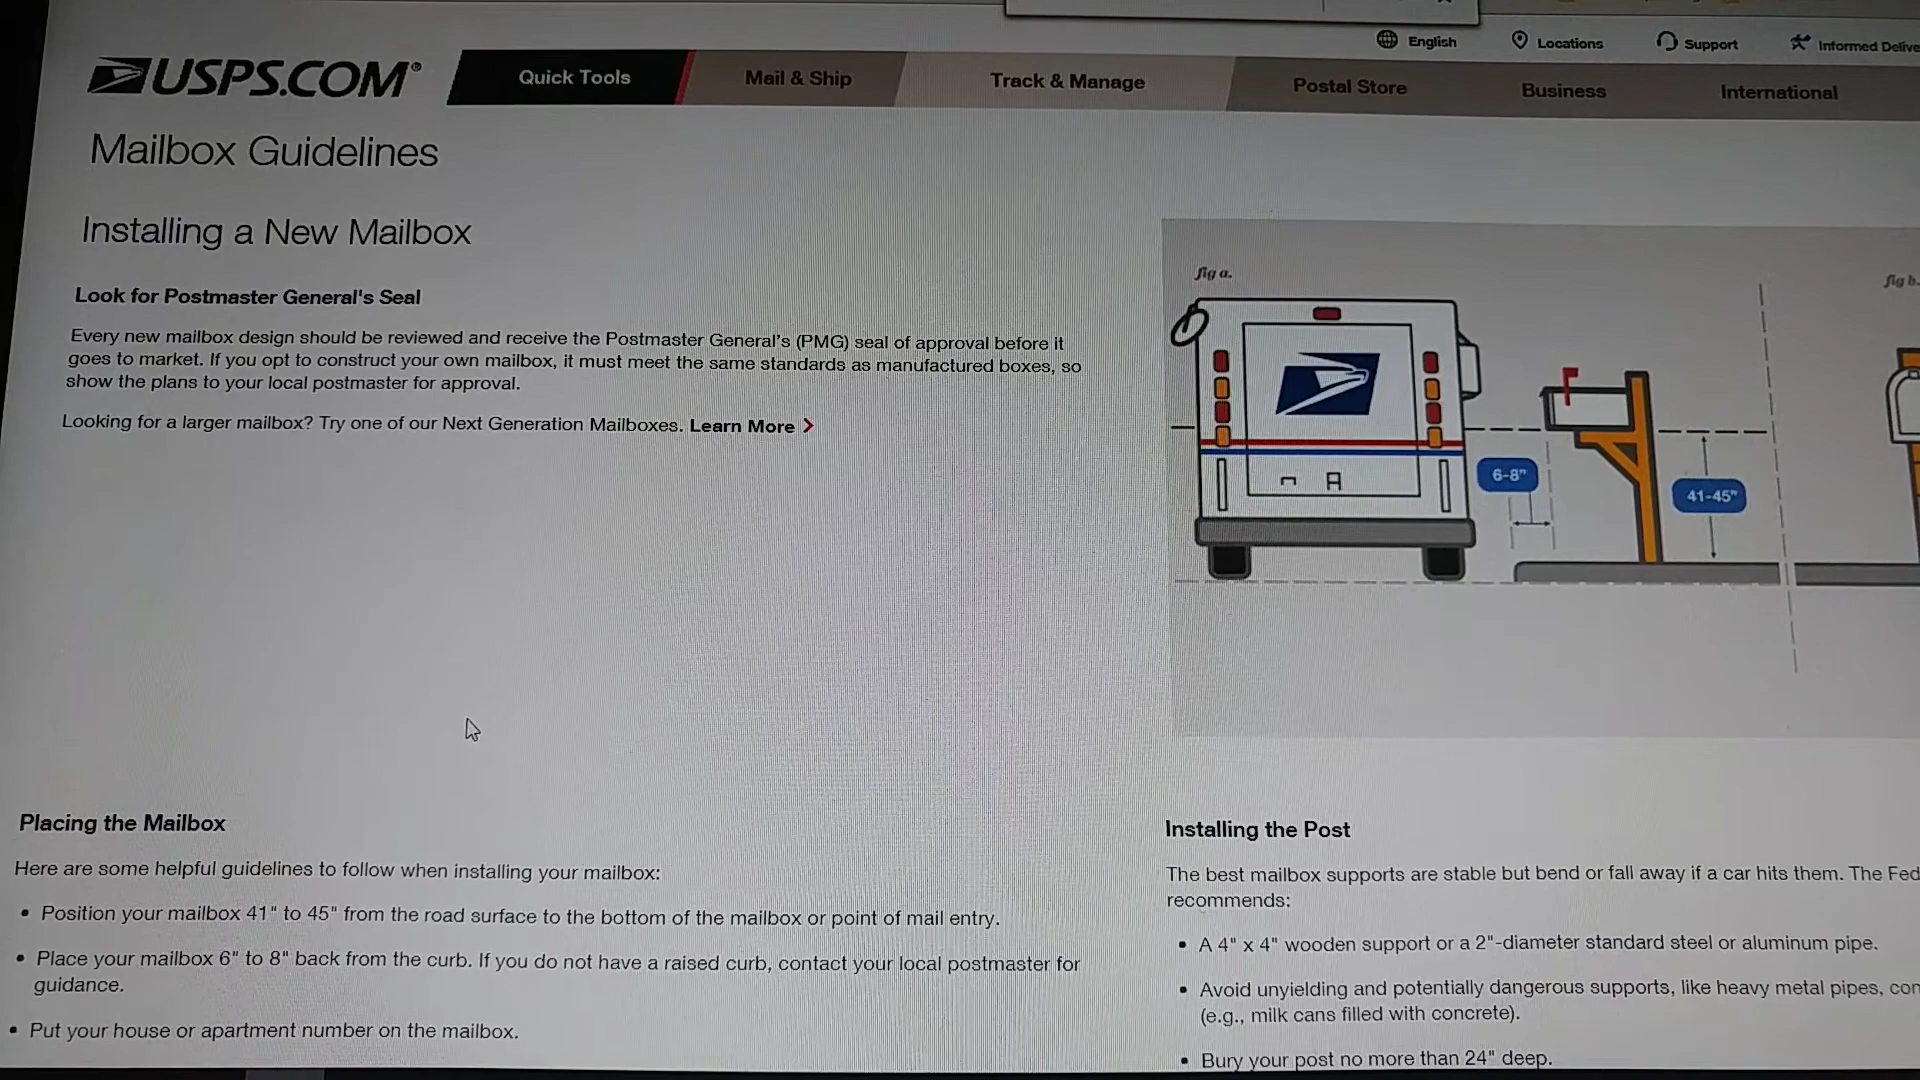 English
Locations
Support
Informed
USPS.COM®
Quick Tools
Mail & Ship
Track & Manage
Postal Store
Business
International
Mailbox Guidelines
Installing a New Mailbox
Look for Postmaster General's Seal
Every new mailbox design should be reviewed and receive the Postmaster General's (PMG) seal of approval before it
goes to market. If you opt to construct your own mailbox, it must meet the same standards as manufactured boxes, so
show the plans to your local postmaster for approval.
Looking for a larger mailbox? Try one of our Next Generation Mailboxes. Learn More >
fig a.
fig b.
6-8"
41-45"
Placing the Mailbox
Here are some helpful guidelines to follow when installing your mailbox:
• Position your mailbox 41" to 45" from the road surface to the bottom of the mailbox or point of mail entry.
• Place your mailbox 6" to 8" back from the curb. If you do not have a raised curb, contact your local postmaster for
guidance.
• Put your house or apartment number on the mailbox.
Installing the Post
The best mailbox supports are stable but bend or fall away if a car hits them. The Fed
recommends:
• A 4" x 4" wooden support or a 2"-diameter standard steel or aluminum pipe.
• Avoid unyielding and potentially dangerous supports, like heavy metal pipes,
(e.g., milk cans filled with concrete).
• Bury your post no more than 24" deep.